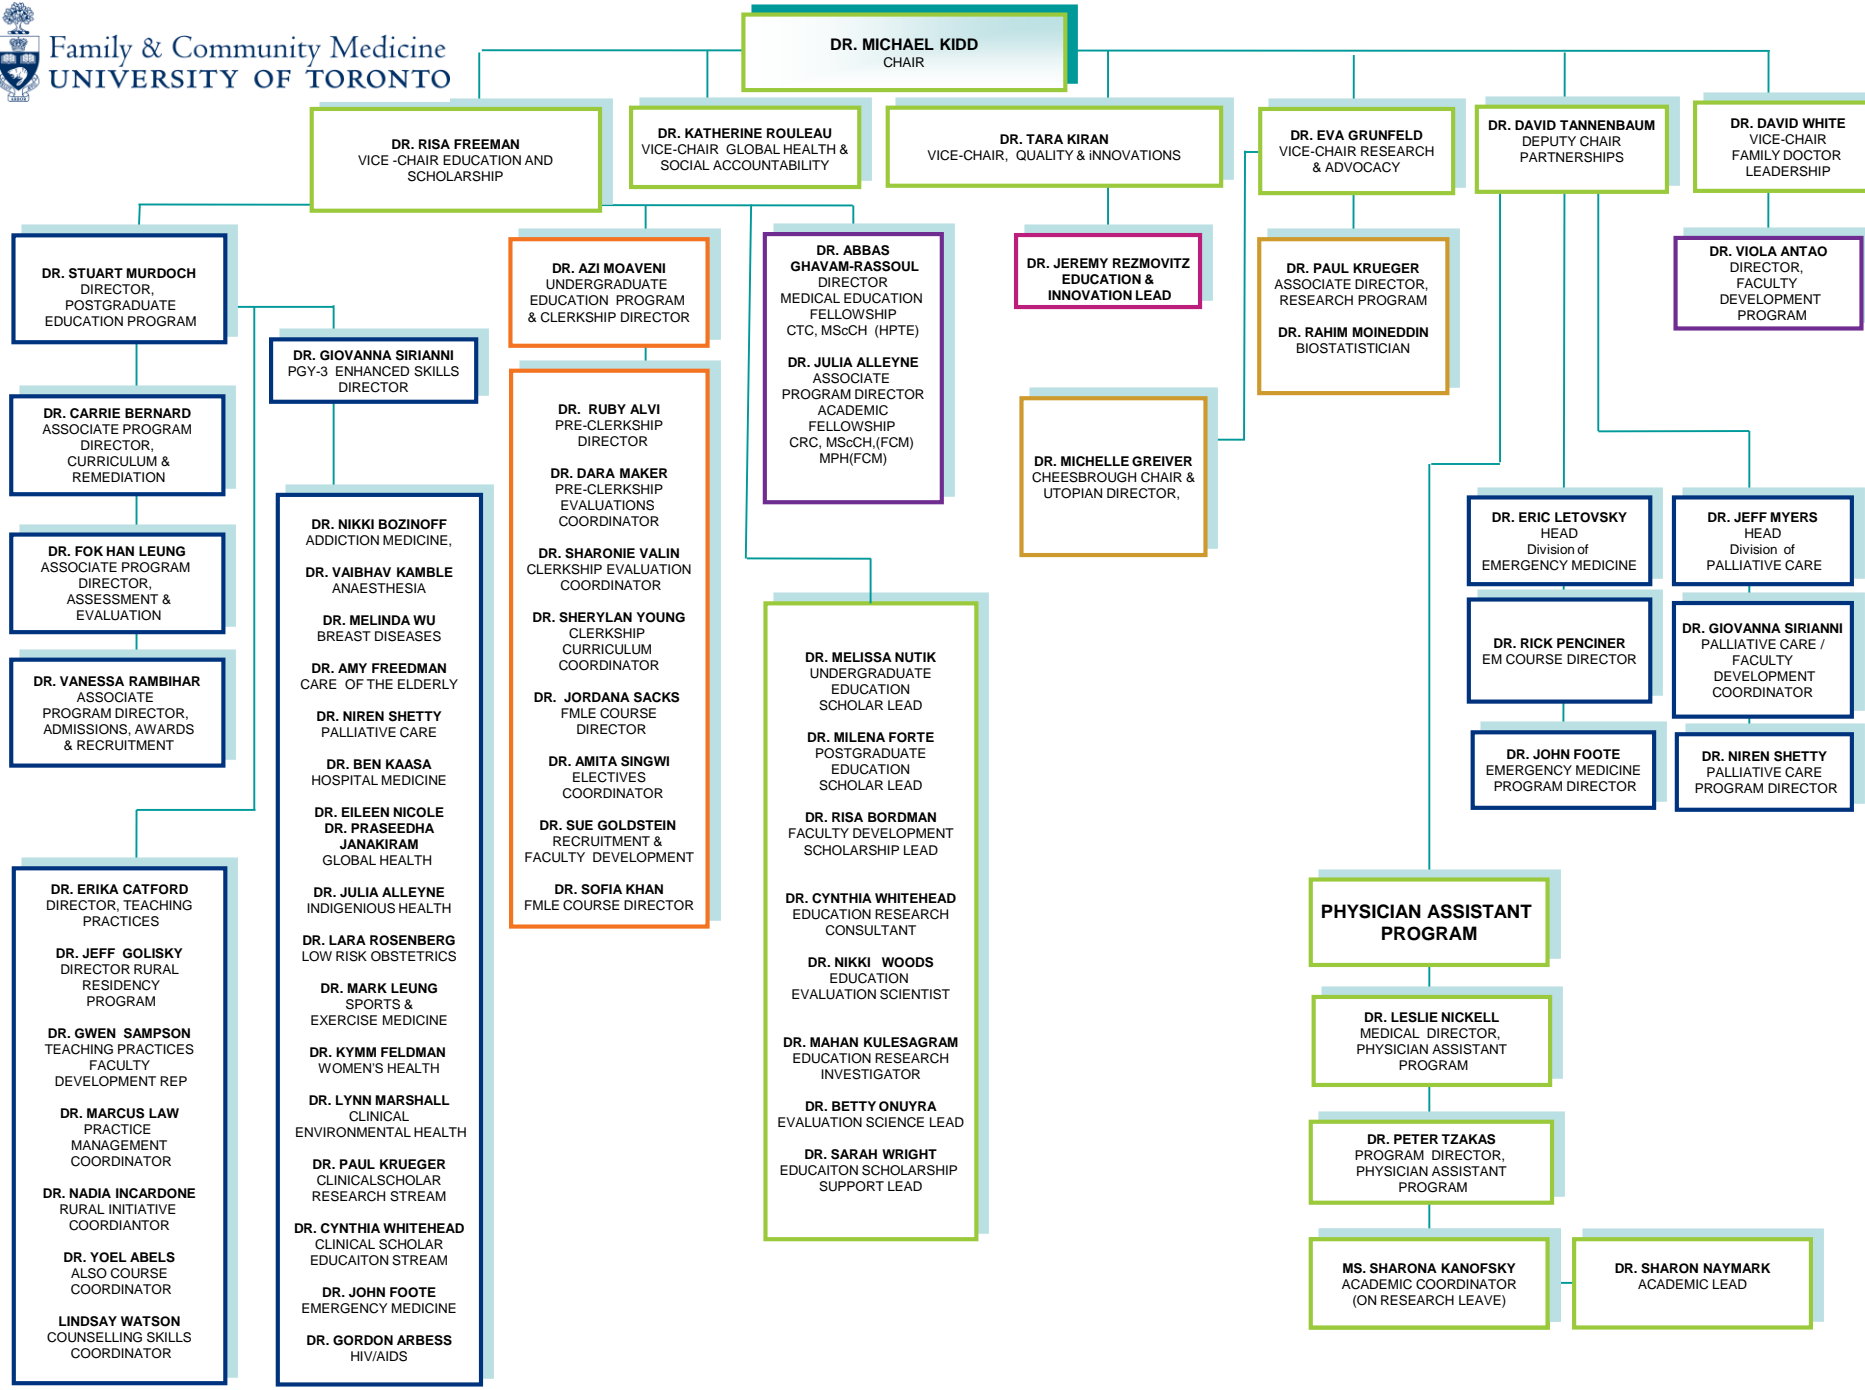 Family & Community Medicine
UNIVERSITY OF TORONTO
DR. MICHAEL KIDD
CHAIR
DR. RISA FREEMAN
VICE -CHAIR EDUCATION AND
SCHOLARSHIP
DR. KATHERINE ROULEAU
VICE-CHAIR GLOBAL HEALTH &
SOCIAL ACCOUNTABILITY
DR. TARA KIRAN
VICE-CHAIR, QUALITY & iNNOVATIONS
DR. EVA GRUNFELD
VICE-CHAIR RESEARCH
& ADVOCACY
DR. DAVID TANNENBAUM
DEPUTY CHAIR
PARTNERSHIPS
DR. DAVID WHITE
VICE-CHAIR
FAMILY DOCTOR
LEADERSHIP
DR. STUART MURDOCH
DIRECTOR,
POSTGRADUATE
EDUCATION PROGRAM
DR. GIOVANNA SIRIANNI
PGY-3 ENHANCED SKILLS
DIRECTOR
DR. CARRIE BERNARD
ASSOCIATE PROGRAM
DIRECTOR,
CURRICULUM &
REMEDIATION
DR. FOK HAN LEUNG
ASSOCIATE PROGRAM
DIRECTOR,
ASSESSMENT &
EVALUATION
DR. VANESSA RAMBIHAR
ASSOCIATE
PROGRAM DIRECTOR,
ADMISSIONS, AWARDS
& RECRUITMENT
DR. ERIKA CATFORD
DIRECTOR, TEACHING
PRACTICES
DR. JEFF GOLISKY
DIRECTOR RURAL
RESIDENCY
PROGRAM
DR. GWEN SAMPSON
TEACHING PRACTICES
FACULTY
DEVELOPMENT REP
DR. MARCUS LAW
PRACTICE
MANAGEMENT
COORDINATOR
DR. NADIA INCARDONE
RURAL INITIATIVE
COORDIANTOR
DR. YOEL ABELS
ALSO COURSE
COORDINATOR
LINDSAY WATSON
COUNSELLING SKILLS
COORDINATOR
DR. NIKKI BOZINOFF
ADDICTION MEDICINE,
DR. VAIBHAV KAMBLE
ANAESTHESIA
DR. MELINDA WU
BREAST DISEASES
DR. AMY FREEDMAN
CARE OF THE ELDERLY
DR. NIREN SHETTY
PALLIATIVE CARE
DR. BEN KAASA
HOSPITAL MEDICINE
DR. EILEEN NICOLE
DR. PRASEEDHA
JANAKIRAM
GLOBAL HEALTH
DR. JULIA ALLEYNE
INDIGENIOUS HEALTH
DR. LARA ROSENBERG
LOW RISK OBSTETRICS
DR. MARK LEUNG
SPORTS &
EXERCISE MEDICINE
DR. KYMM FELDMAN
WOMEN'S HEALTH
DR. LYNN MARSHALL
CLINICAL
ENVIRONMENTAL HEALTH
DR. PAUL KRUEGER
CLINICALSCHOLAR
RESEARCH STREAM
DR. CYNTHIA WHITEHEAD
CLINICAL SCHOLAR
EDUCAITON STREAM
DR. JOHN FOOTE
EMERGENCY MEDICINE
DR. GORDON ARBESS
HIV/AIDS
DR. AZI MOAVENI
UNDERGRADUATE
EDUCATION PROGRAM
& CLERKSHIP DIRECTOR
DR. RUBY ALVI
PRE-CLERKSHIP
DIRECTOR
DR. DARA MAKER
PRE-CLERKSHIP
EVALUATIONS
COORDINATOR
DR. SHARONIE VALIN
CLERKSHIP EVALUATION
COORDINATOR
DR. SHERYLAN YOUNG
CLERKSHIP
CURRICULUM
COORDINATOR
DR. JORDANA SACKS
FMLE COURSE
DIRECTOR
DR. AMITA SINGWI
ELECTIVES
COORDINATOR
DR. SUE GOLDSTEIN
RECRUITMENT &
FACULTY DEVELOPMENT
DR. SOFIA KHAN
FMLE COURSE DIRECTOR
DR. ABBAS
GHAVAM-RASSOUL
DIRECTOR
MEDICAL EDUCATION
FELLOWSHIP
CTC, MScCH (HPTE)
DR. JULIA ALLEYNE
ASSOCIATE
PROGRAM DIRECTOR
ACADEMIC
FELLOWSHIP
CRC, MScCH,(FCM)
MPH(FCM)
DR. MELISSA NUTIK
UNDERGRADUATE
EDUCATION
SCHOLAR LEAD
DR. MILENA FORTE
POSTGRADUATE
EDUCATION
SCHOLAR LEAD
DR. RISA BORDMAN
FACULTY DEVELOPMENT
SCHOLARSHIP LEAD
DR. CYNTHIA WHITEHEAD
EDUCATION RESEARCH
CONSULTANT
DR. NIKKI WOODS
EDUCATION
EVALUATION SCIENTIST
DR. MAHAN KULESAGRAM
EDUCATION RESEARCH
INVESTIGATOR
DR. BETTY ONUYRA
EVALUATION SCIENCE LEAD
DR. SARAH WRIGHT
EDUCAITON SCHOLARSHIP
SUPPORT LEAD
DR. JEREMY REZMOVITZ
EDUCATION &
INNOVATION LEAD
DR. PAUL KRUEGER
ASSOCIATE DIRECTOR,
RESEARCH PROGRAM
DR. RAHIM MOINEDDIN
BIOSTATISTICIAN
DR. MICHELLE GREIVER
CHEESBROUGH CHAIR &
UTOPIAN DIRECTOR,
DR. VIOLA ANTAO
DIRECTOR,
FACULTY
DEVELOPMENT
PROGRAM
DR. ERIC LETOVSKY
HEAD
Division of
EMERGENCY MEDICINE
DR. RICK PENCINER
EM COURSE DIRECTOR
DR. JOHN FOOTE
EMERGENCY MEDICINE
PROGRAM DIRECTOR
DR. JEFF MYERS
HEAD
Division of
PALLIATIVE CARE
DR. GIOVANNA SIRIANNI
PALLIATIVE CARE /
FACULTY
DEVELOPMENT
COORDINATOR
DR. NIREN SHETTY
PALLIATIVE CARE
PROGRAM DIRECTOR
PHYSICIAN ASSISTANT
PROGRAM
DR. LESLIE NICKELL
MEDICAL DIRECTOR,
PHYSICIAN ASSISTANT
PROGRAM
DR. PETER TZAKAS
PROGRAM DIRECTOR,
PHYSICIAN ASSISTANT
PROGRAM
MS. SHARONA KANOFSKY
ACADEMIC COORDINATOR
(ON RESEARCH LEAVE)
DR. SHARON NAYMARK
ACADEMIC LEAD